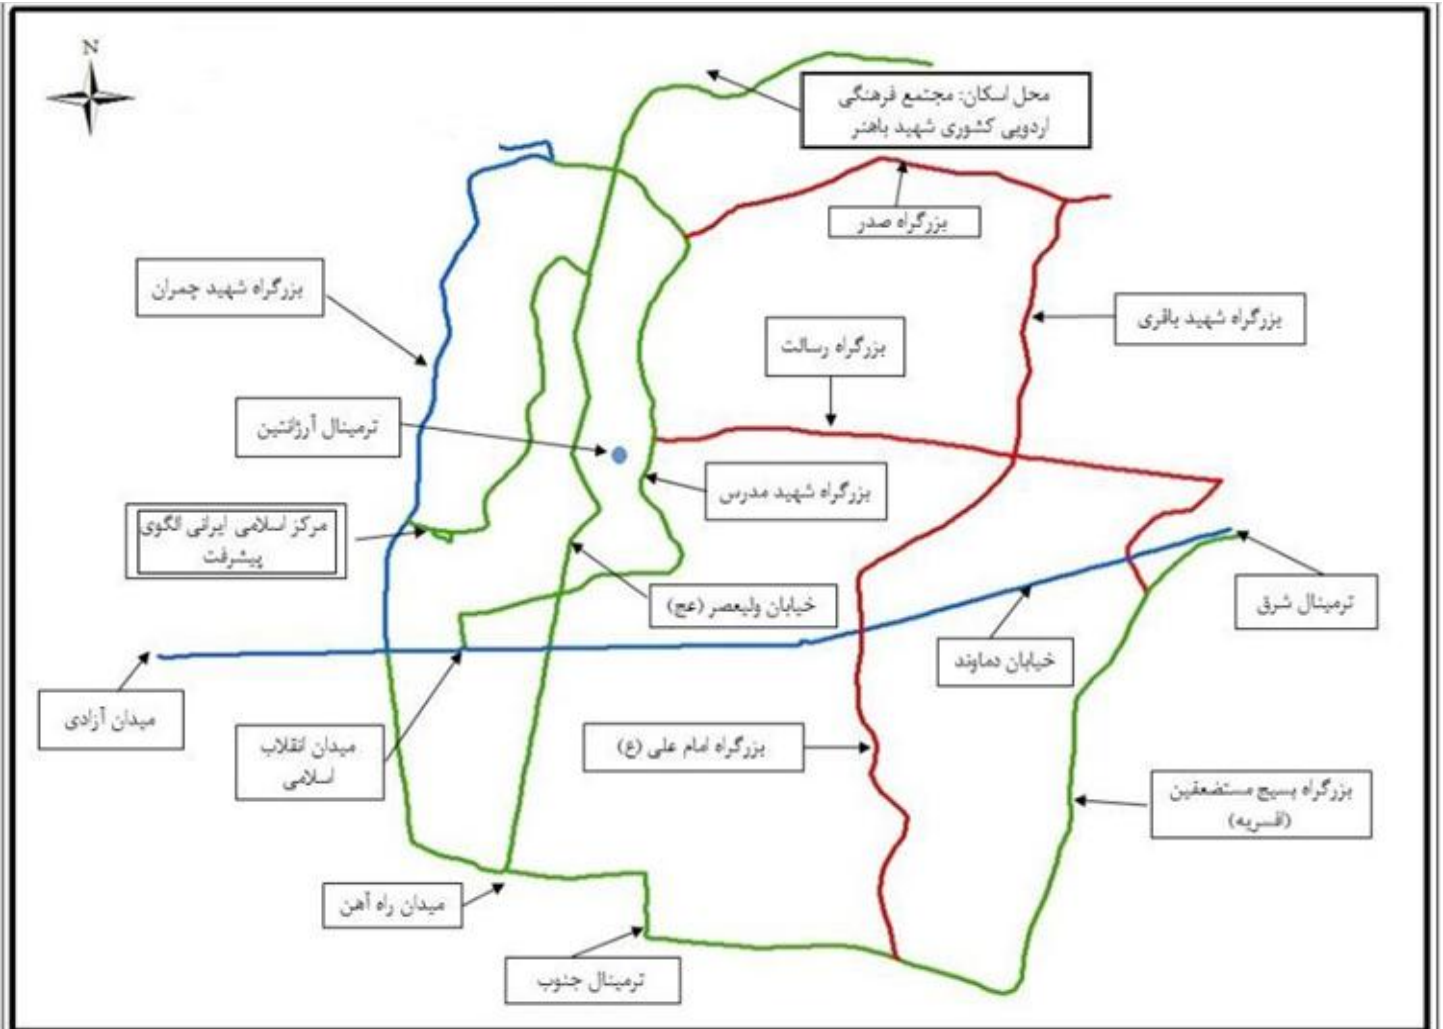 N
محل اسکان: مجتمع فرهنگی
اردویی کشوری شهید باهنر
بزرگراه صدر
بزرگراه شهید چمران
بزرگراه شهید باقری
بزرگراه رسالت
ترمینال آرژانتین
بزرگراه شهید مدرس
مرکز اسلامی ایرانی الگوی
پیشرفت
خیابان ولیعصر (عج)
ترمینال شرق
خیابان دماوند
میدان آزادی
میدان انقلاب
اسلامی
بزرگراه امام علی (ع)
بزرگراه بسیج مستضعفین
(افسریه)
میدان راه آهن
ترمینال جنوب